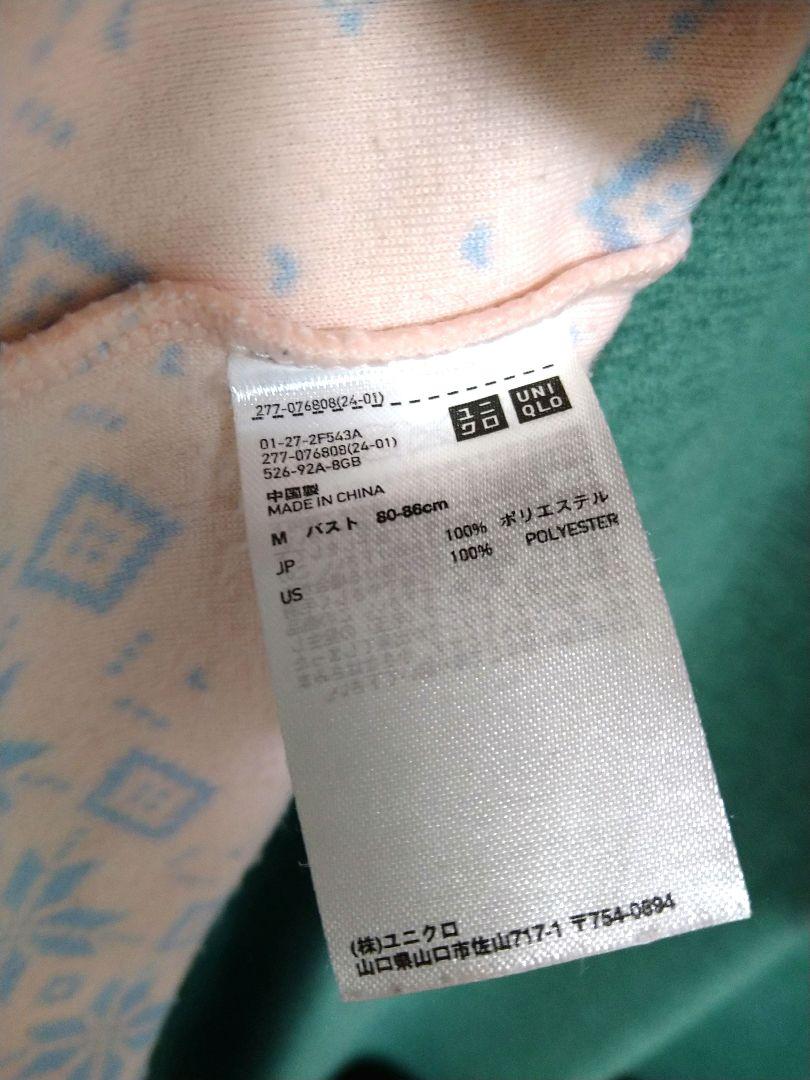 277-076808(24-01)
ユニクロ
UNIQLO
01-27-2F543A
277-076808(24-01)
526-92A-8GB
中国製
MADE IN CHINA
M バスト 80-86cm
JP 100% ポリエステル
US 100% POLYESTER
(株)ユニクロ
山口県山口市佐山717-1 〒754-0894